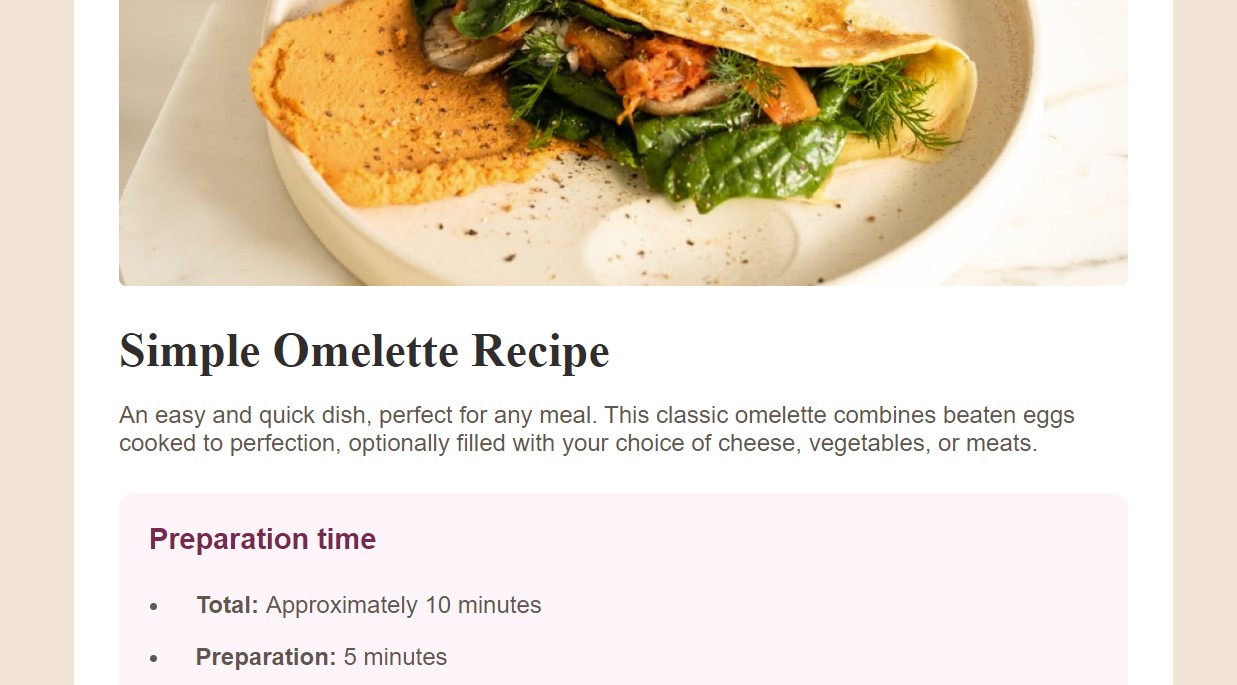 Simple Omelette Recipe
An easy and quick dish, perfect for any meal. This classic omelette combines beaten eggs
cooked to perfection, optionally filled with your choice of cheese, vegetables, or meats.
Preparation time
• Total: Approximately 10 minutes
• Preparation: 5 minutes